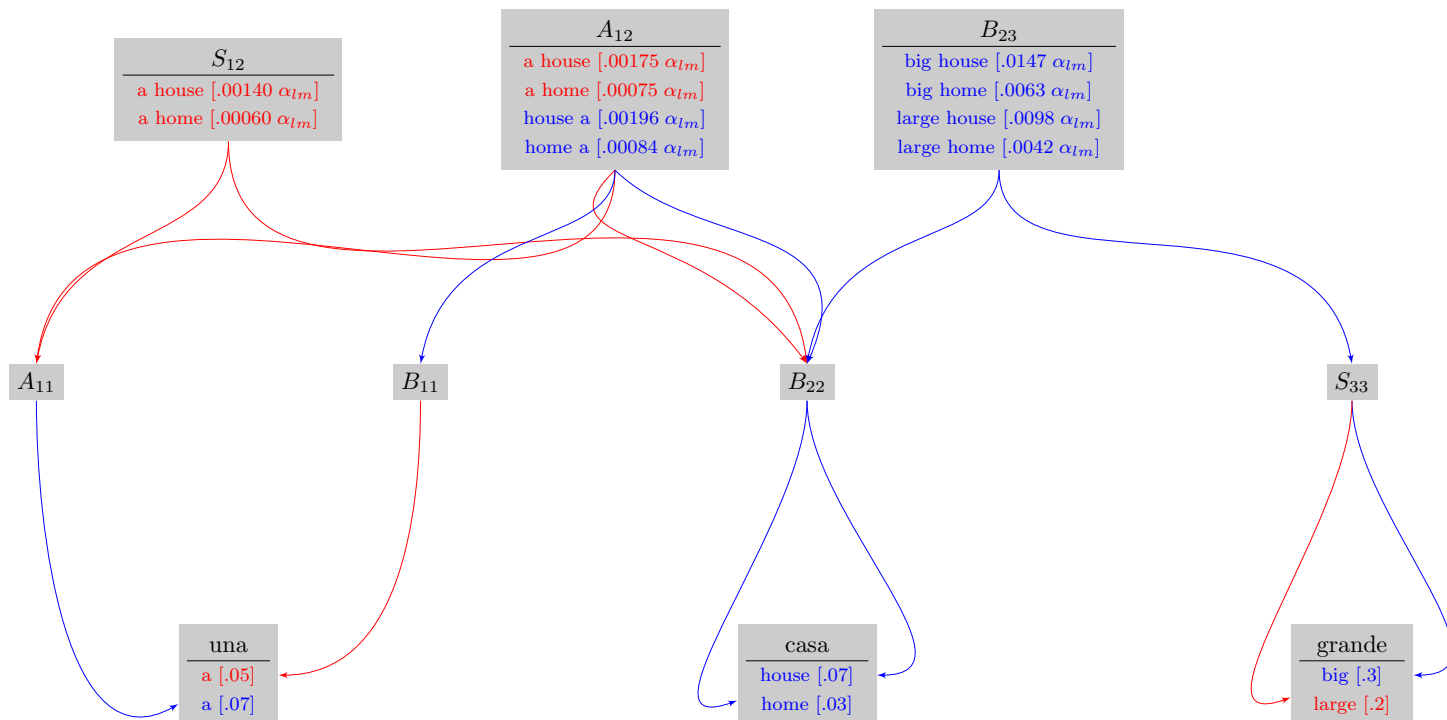 S₁₂
a house [.00140 αₗₘ]
a home [.00060 αₗₘ]
A₁₂
a house [.00175 αₗₘ]
a home [.00075 αₗₘ]
house a [.00196 αₗₘ]
home a [.00084 αₗₘ]
B₂₃
big house [.0147 αₗₘ]
big home [.0063 αₗₘ]
large house [.0098 αₗₘ]
large home [.0042 αₗₘ]
A₁₁
B₁₁
B₂₂
S₃₃
una
a [.05]
a [.07]
casa
house [.07]
home [.03]
grande
big [.3]
large [.2]